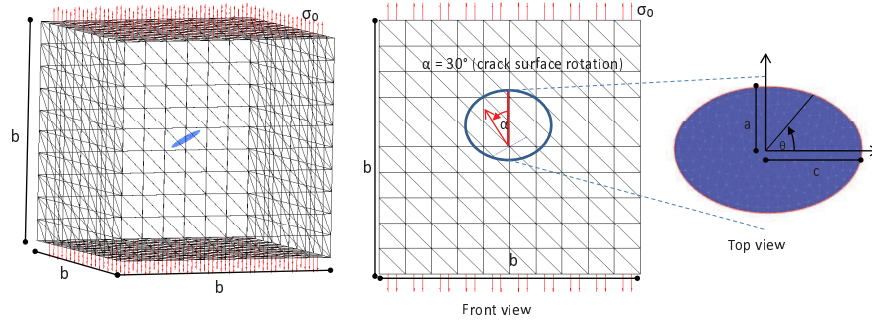 σ₀
b
b
b
σ₀
α = 30° (crack surface rotation)
α
b
b
Front view
a
θ
c
Top view